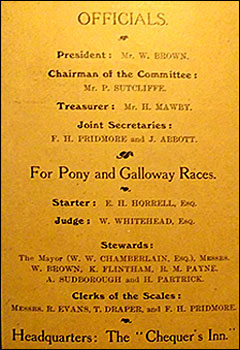 OFFICIALS.
President: Mr. W. BROWN.
Chairman of the Committee:
Mr. P. SUTCLIFFE.
Treasurer: Mr. H. MAWBY.
Joint Secretaries:
F. H. PRIDMORE and J. ABBOTT.
For Pony and Galloway Races.
Starter: E. H. HORRELL, Esq.
Judge: W. WHITEHEAD, Esq.
Stewards:
The Mayor (W. W. CHAMBERLAIN, Esq.), Messrs.
W. BROWN, K. FLINTHAM, R. M. PAYNE,
A. SUDBOROUGH and H. PARTRICK.
Clerks of the Scales:
Messrs. R. EVANS, T. DRAPER, and F. H. PRIDMORE.
Headquarters: The "Chequer's Inn."